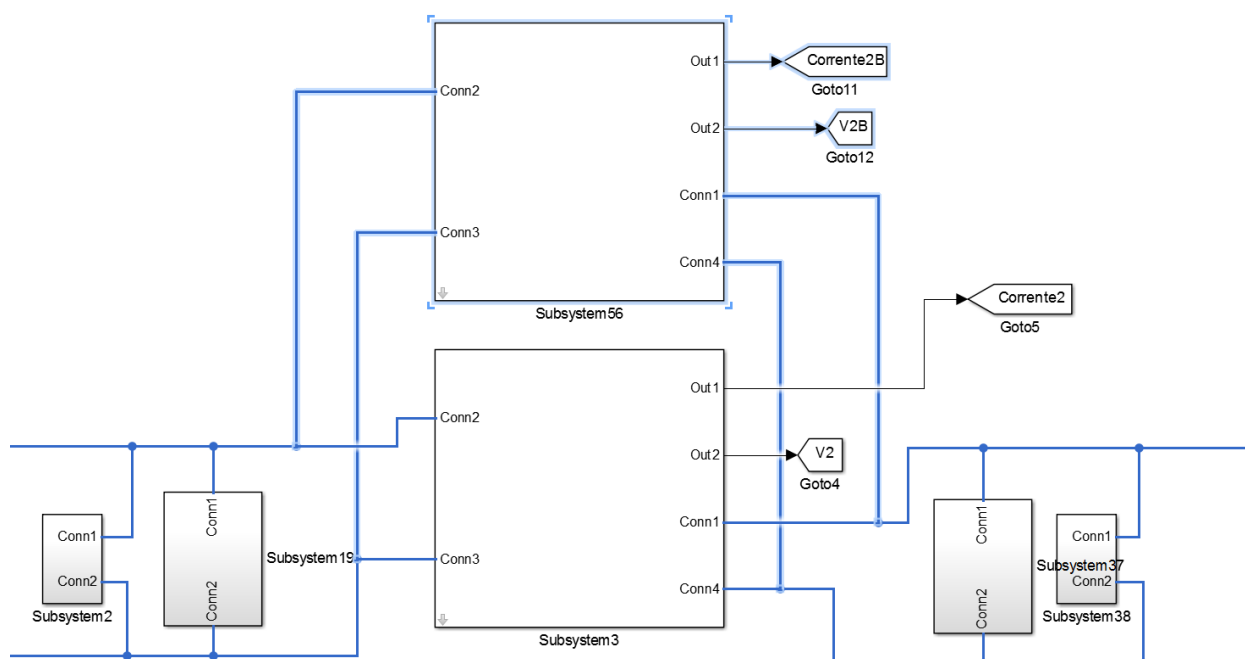 Out1
Corrente2B
Goto11
Conn2
Out2
V2B
Goto12
Conn1
Conn3
Conn4
Subsystem56
Corrente2
Goto5
Out1
Conn2
Out2
V2
Goto4
Conn1
Conn3
Conn4
Subsystem3
Conn1
Conn2
Subsystem2
Conn1
Conn2
Subsystem19
Conn1
Conn2
Subsystem37
Conn1
Conn2
Subsystem38